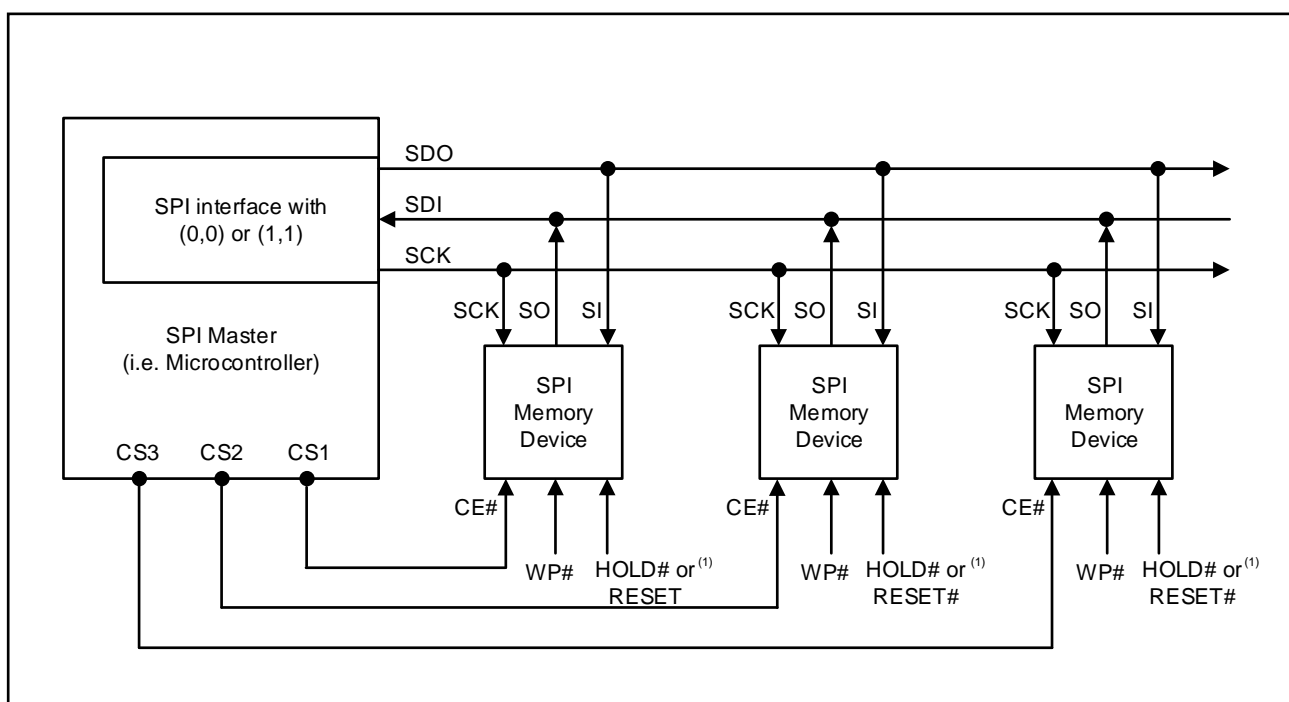 SDO
SPI interface with
(0,0) or (1,1)
SDI
SCK
SPI Master
(i.e. Microcontroller)
CS3 CS2 CS1
SCK SO SI
SPI
Memory
Device
CE#
WP#
HOLD# or (1)
RESET
SCK SO SI
SPI
Memory
Device
CE#
WP#
HOLD# or (1)
RESET#
SCK SO SI
SPI
Memory
Device
CE#
WP#
HOLD# or (1)
RESET#